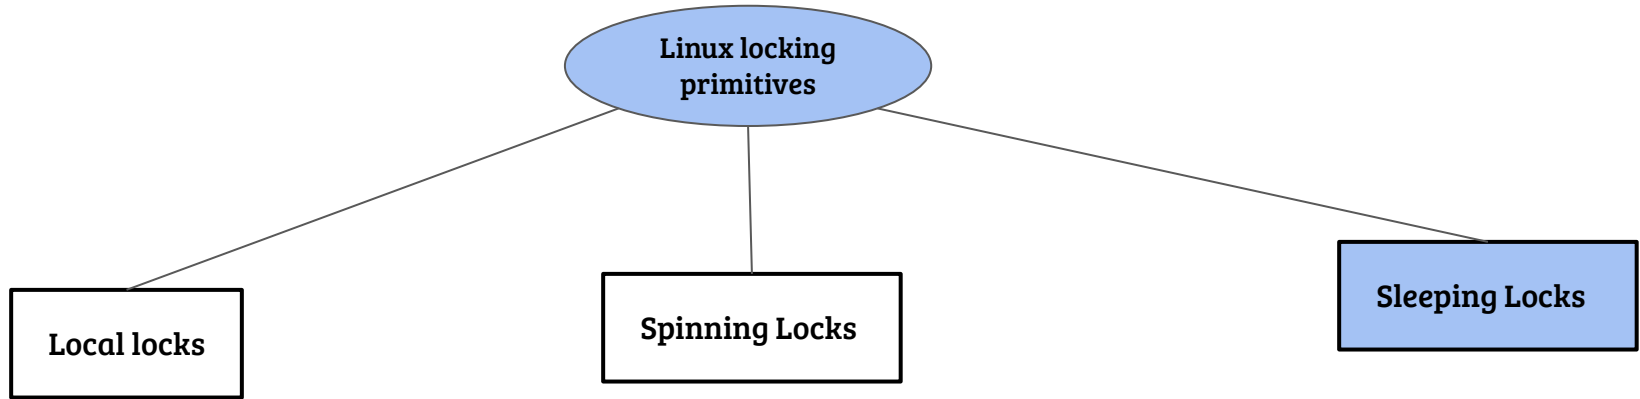 Linux locking
primitives
Local locks
Spinning Locks
Sleeping Locks